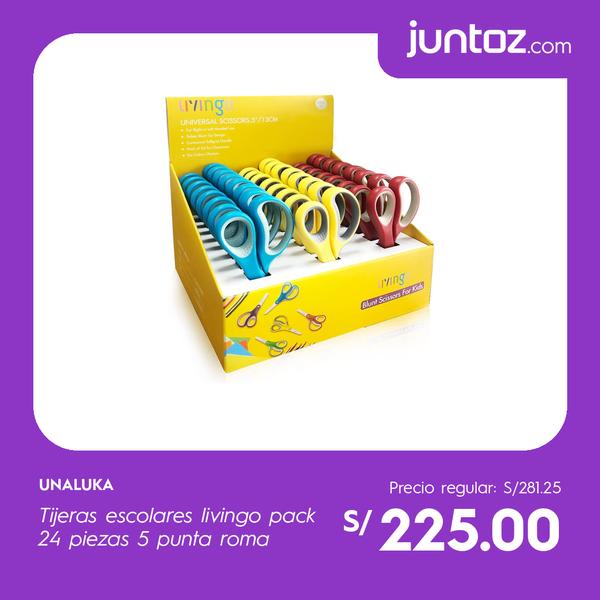 juntoz.com
livingo
UNIVERSAL SCISSORS, 5"/13CM
livingo
Blunt Scissors For Kids
UNALUKA
Precio regular: S/281.25
Tijeras escolares livingo pack
24 piezas 5 punta roma
S/ 225.00